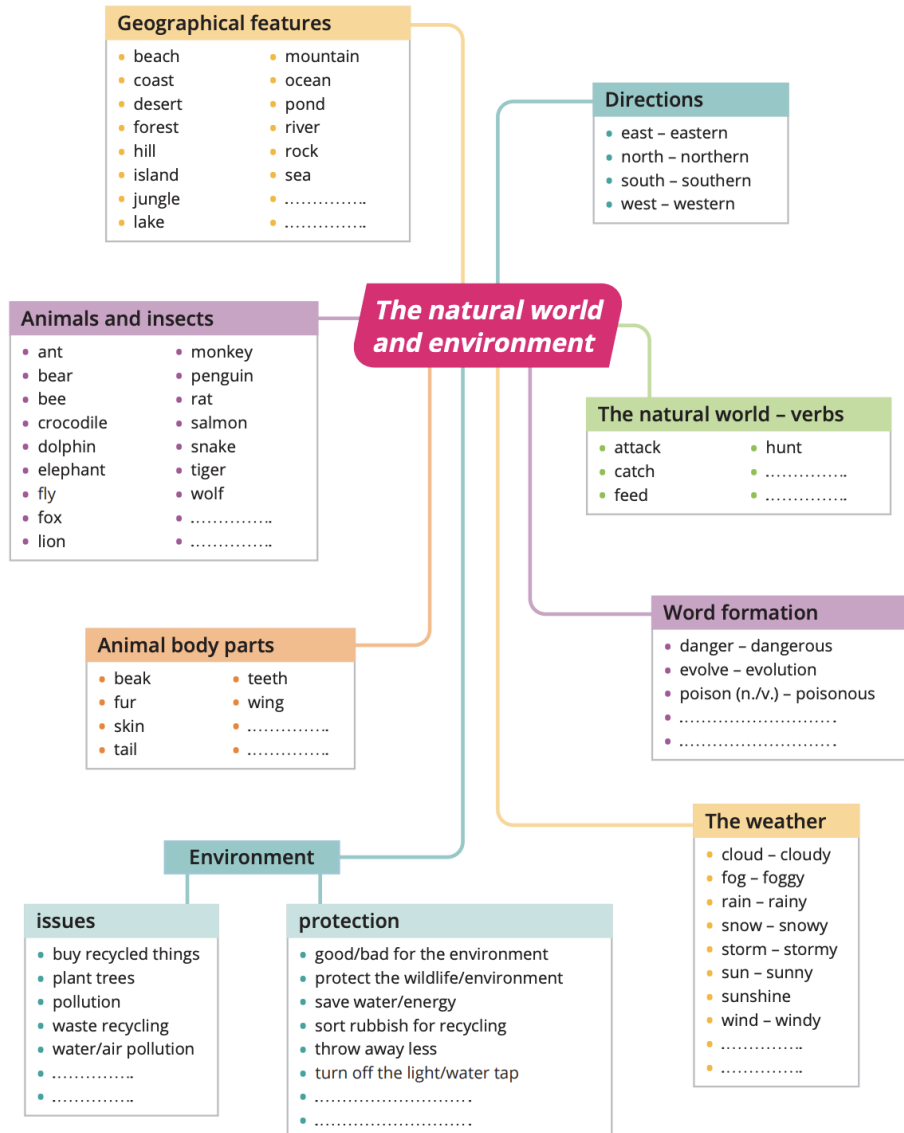 Geographical features
beach
coast
desert
forest
hill
island
jungle
lake
mountain
ocean
pond
river
rock
sea
...............
...............
Directions
east – eastern
north – northern
south – southern
west – western
The natural world
and environment
Animals and insects
ant
bear
bee
crocodile
dolphin
elephant
fly
fox
lion
monkey
penguin
rat
salmon
snake
tiger
wolf
...............
...............
The natural world – verbs
attack
catch
feed
hunt
...............
...............
Animal body parts
beak
fur
skin
tail
teeth
wing
...............
...............
Word formation
danger – dangerous
evolve – evolution
poison (n./v.) – poisonous
............................
............................
The weather
cloud – cloudy
fog – foggy
rain – rainy
snow – snowy
storm – stormy
sun – sunny
sunshine
wind – windy
...............
...............
Environment
issues
buy recycled things
plant trees
pollution
waste recycling
water/air pollution
...............
...............
protection
good/bad for the environment
protect the wildlife/environment
save water/energy
sort rubbish for recycling
throw away less
turn off the light/water tap
............................
............................